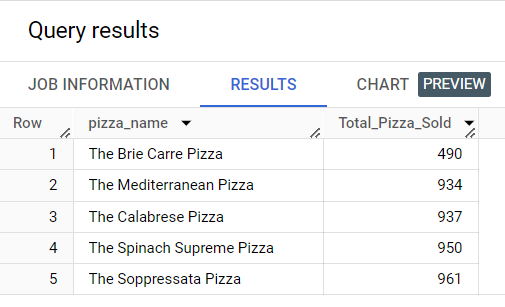 Query results
JOB INFORMATION RESULTS CHART PREVIEW
Row pizza_name Total_Pizza_Sold
1 The Brie Carre Pizza 490
2 The Mediterranean Pizza 934
3 The Calabrese Pizza 937
4 The Spinach Supreme Pizza 950
5 The Soppressata Pizza 961